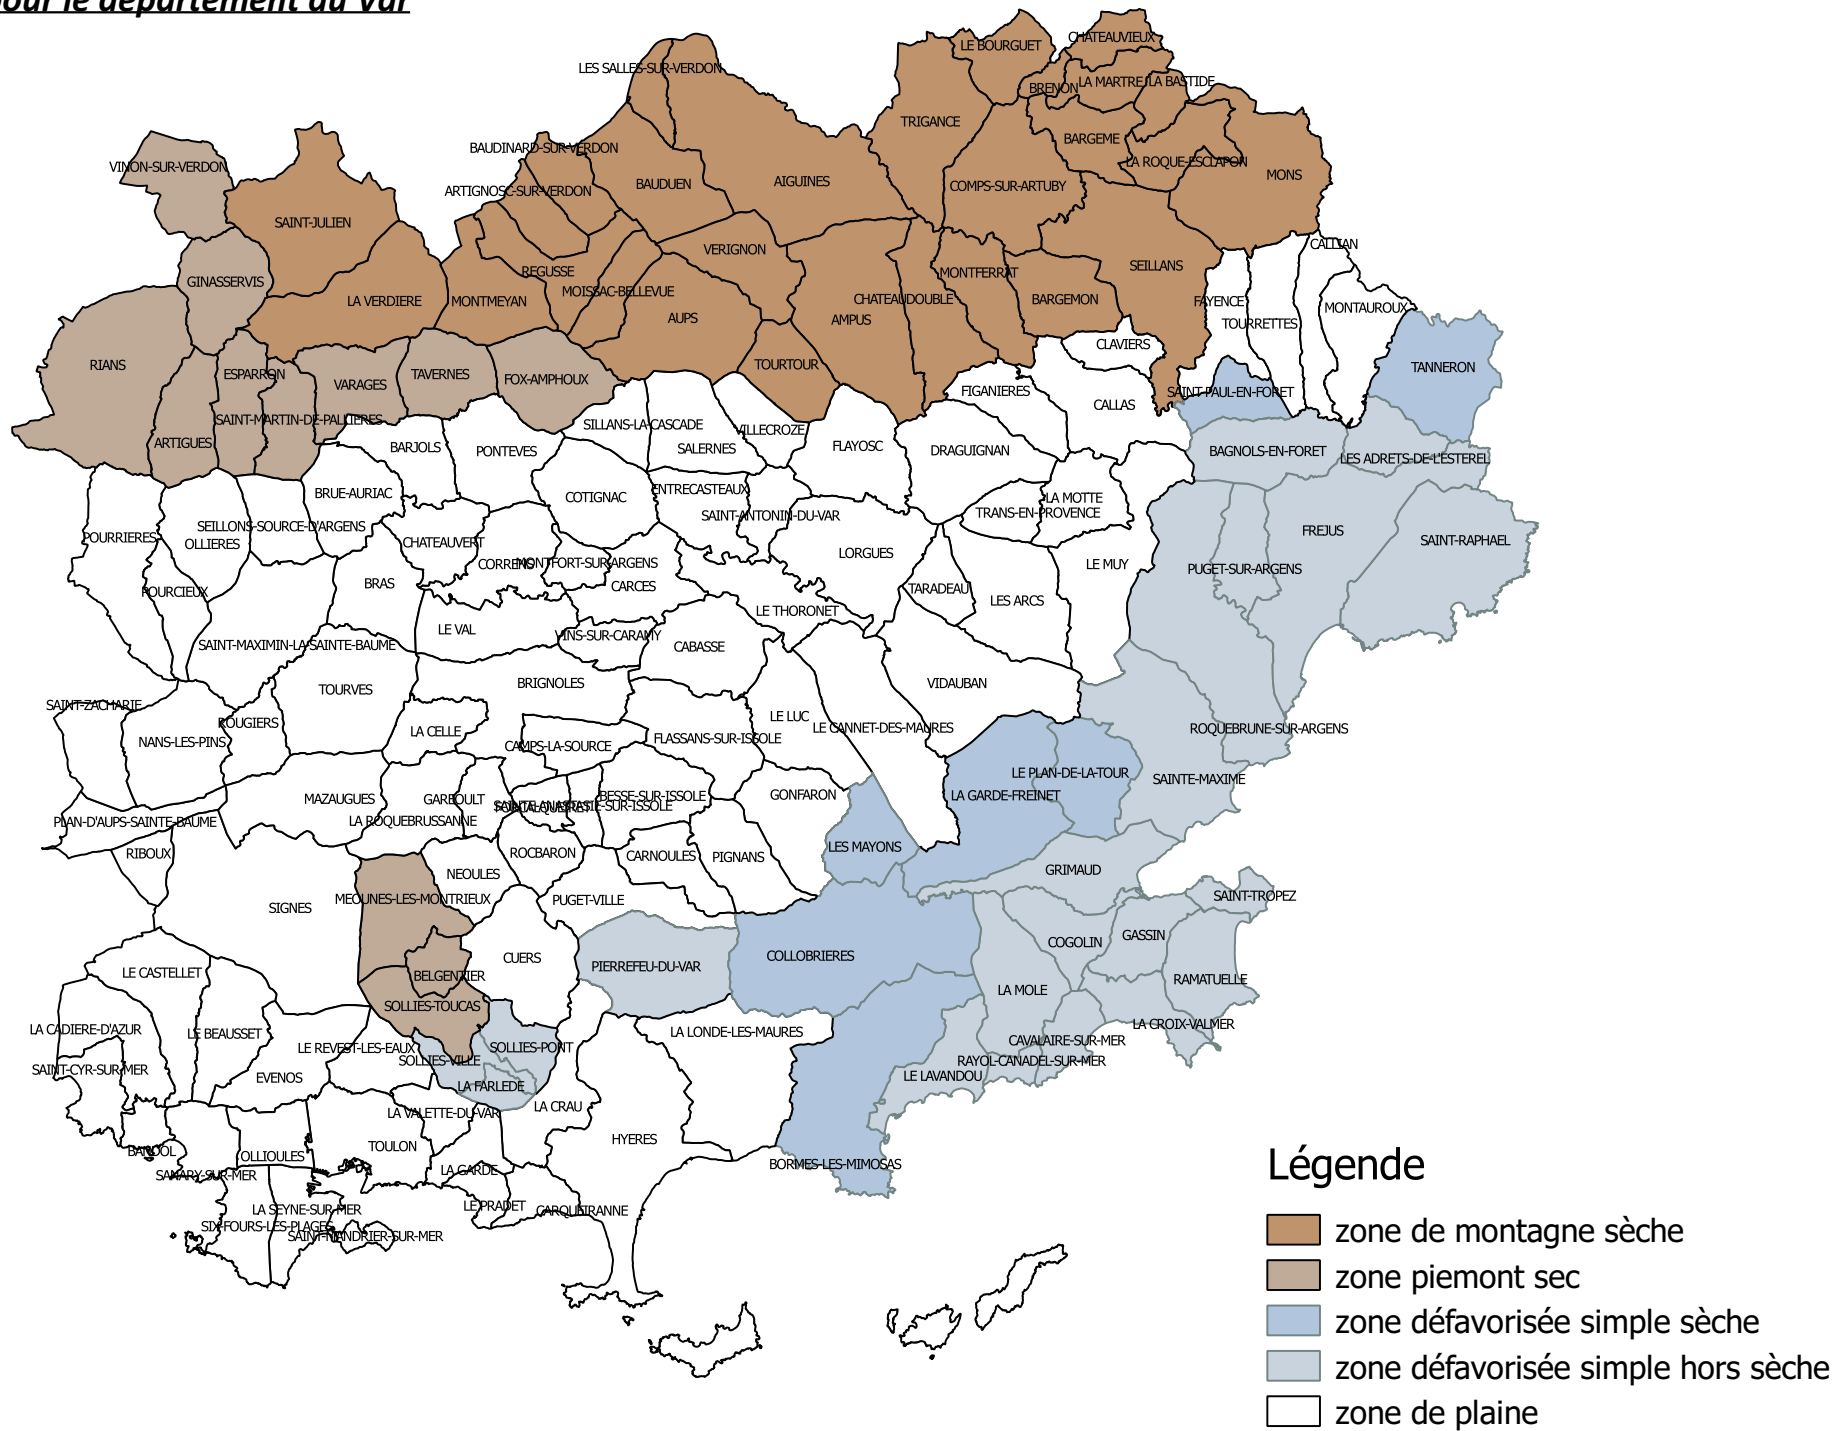 pour le département du Var
LE BOURGUET
CHATEAUVIEUX
LES SALLES-SUR-VERDON
BRENON
LA MARTRE
LA BASTIDE
TRIGANCE
BARGEME
BAUDINARD-SUR-VERDON
LA ROQUE-ESCLAPON
VINON-SUR-VERDON
MONS
ARTIGNOSC-SUR-VERDON
BAUDUEN
AIGUINES
COMPS-SUR-ARTUBY
SAINT-JULIEN
CALLIAN
VERIGNON
SEILLANS
REGUSSE
MONTFERRAT
GINASSERVIS
MOISSAC-BELLEVUE
LA VERDIERE
MONTMEYAN
CHATEAUDOUBLE
BARGEMON
FAYENCE
MONTAUROUX
AUPS
AMPUS
TOURRETTES
CLAVIERS
RIANS
ESPARRON
VARAGES
TAVERNES
FOX-AMPHOUX
TOURTOUR
TANNERON
FIGANIERES
SAINT-PAUL-EN-FORET
CALLAS
SAINT-MARTIN-DE-PALLIERES
SILLANS-LA-CASCADE
VILLECROZE
ARTIGUES
BARJOLS
PONTEVES
SALERNES
FLAYOSC
DRAGUIGNAN
BAGNOLS-EN-FORET
LES ADRETS-DE-L'ESTEREL
BRUE-AURIAC
COTIGNAC
ENTRECASTEAUX
LA MOTTE
SEILLONS-SOURCE-D'ARGENS
SAINT-ANTONIN-DU-VAR
TRANS-EN-PROVENCE
POURRIERES
OLLIERES
CHATEAUVERT
FREJUS
SAINT-RAPHAEL
LORGUES
CORRENS
MONTFORT-SUR-ARGENS
LE MUY
PUGET-SUR-ARGENS
POURCIEUX
BRAS
CARCES
TARADEAU
LES ARCS
LE THORONET
LE VAL
VINS-SUR-CARAMY
SAINT-MAXIMIN-LA-SAINTE-BAUME
CABASSE
TOURVES
BRIGNOLES
VIDAUBAN
SAINT-ZACHARIE
ROUGIERS
LE LUC
NANS-LES-PINS
LA CELLE
CAMPS-LA-SOURCE
FLASSANS-SUR-ISSOLE
LE CANNET-DES-MAURES
ROQUEBRUNE-SUR-ARGENS
LE PLAN-DE-LA-TOUR
SAINTE-MAXIME
MAZAUGUES
GAREOULT
SAINTE-ANASTASIE-SUR-ISSOLE
FORCALQUEIRET
BESSE-SUR-ISSOLE
GONFARON
LA GARDE-FREINET
PLAN-D'AUPS-SAINTE-BAUME
LA ROQUEBRUSSANNE
RIBOUX
ROCBARON
CARNOULES
PIGNANS
LES MAYONS
NEOULES
GRIMAUD
MEOUNES-LES-MONTRIEUX
PUGET-VILLE
SAINT-TROPEZ
SIGNES
COGOLIN
GASSIN
CUERS
PIERREFEU-DU-VAR
COLLOBRIERES
LE CASTELLET
BELGENTIER
RAMATUELLE
LA MOLE
SOLLIES-TOUCAS
LA CADIERE-D'AZUR
LE BEAUSSET
LA LONDE-LES-MAURES
LA CROIX-VALMER
LE REVEST-LES-EAUX
SOLLIES-PONT
CAVALAIRE-SUR-MER
SOLLIES-VILLE
RAYOL-CANADEL-SUR-MER
SAINT-CYR-SUR-MER
EVENOS
LA FARLEDE
LE LAVANDOU
LA VALETTE-DU-VAR
LA CRAU
BANDOL
TOULON
HYERES
OLLIOULES
SANARY-SUR-MER
LA GARDE
BORMES-LES-MIMOSAS
LA SEYNE-SUR-MER
LE PRADET
CARQUEIRANNE
SIX-FOURS-LES-PLAGES
SAINT-MANDRIER-SUR-MER
Légende
zone de montagne sèche
zone piemont sec
zone défavorisée simple sèche
zone défavorisée simple hors sèche
zone de plaine